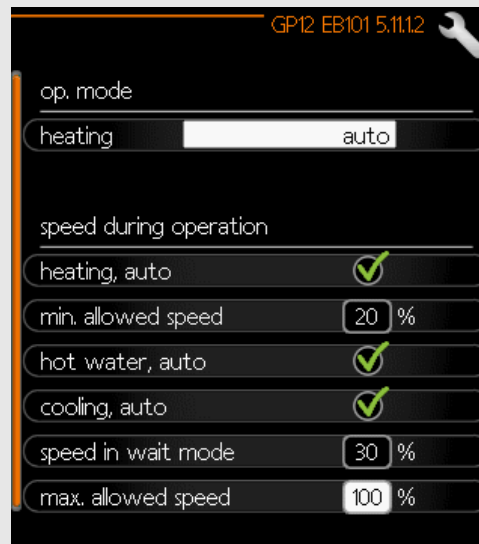 GP12 EB101 5.11.1.2
op. mode
heating auto
speed during operation
heating, auto
min. allowed speed 20 %
hot water, auto
cooling, auto
speed in wait mode 30 %
max. allowed speed 100 %